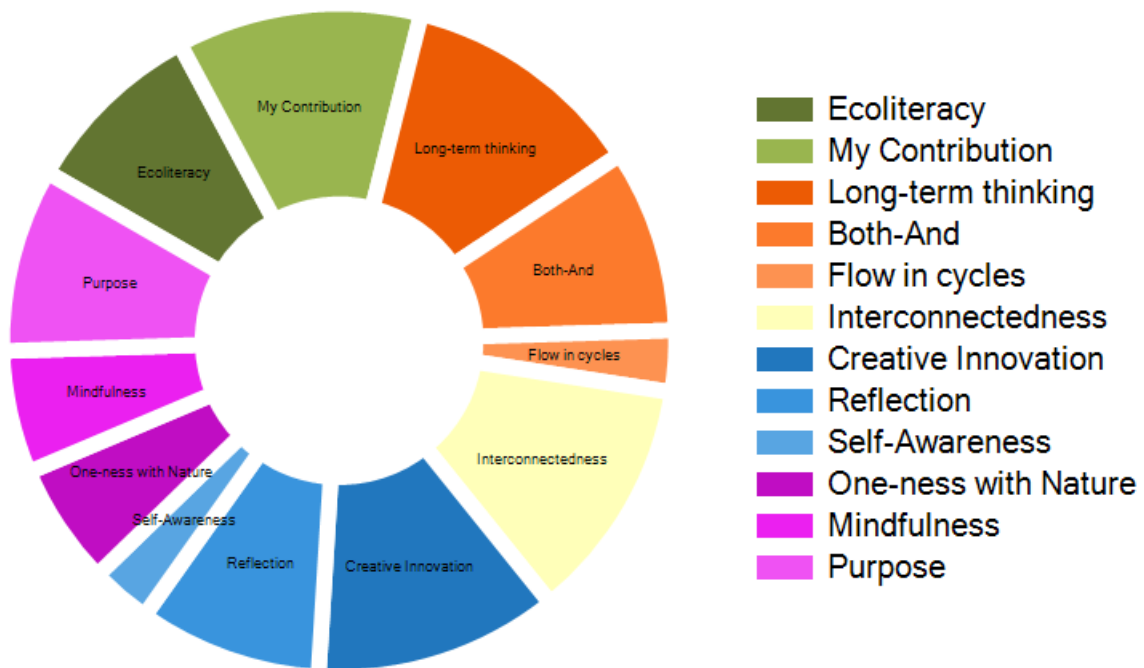 My Contribution
Long-term thinking
Ecoliteracy
Both-And
Purpose
Flow in cycles
Mindfulness
Interconnectedness
One-ness with Nature
Self-Awareness
Reflection
Creative Innovation
Ecoliteracy
My Contribution
Long-term thinking
Both-And
Flow in cycles
Interconnectedness
Creative Innovation
Reflection
Self-Awareness
One-ness with Nature
Mindfulness
Purpose